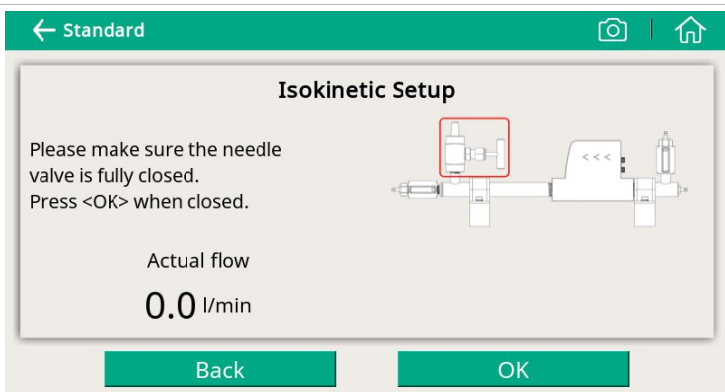 Standard
Isokinetic Setup
Please make sure the needle
valve is fully closed.
Press <OK> when closed.
< < <
Actual flow
0.0 l/min
Back
OK